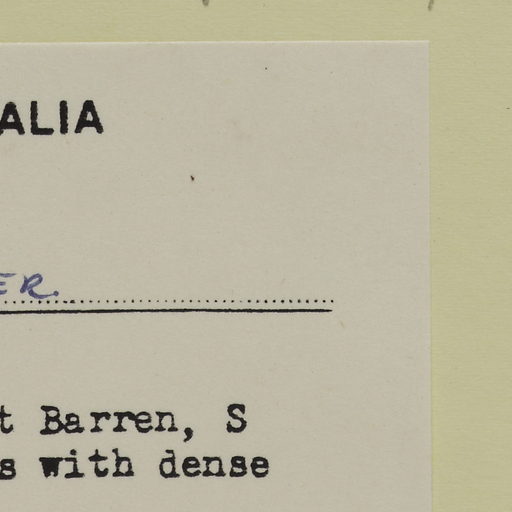 ALIA
ER.
t Barren, S
s with dense